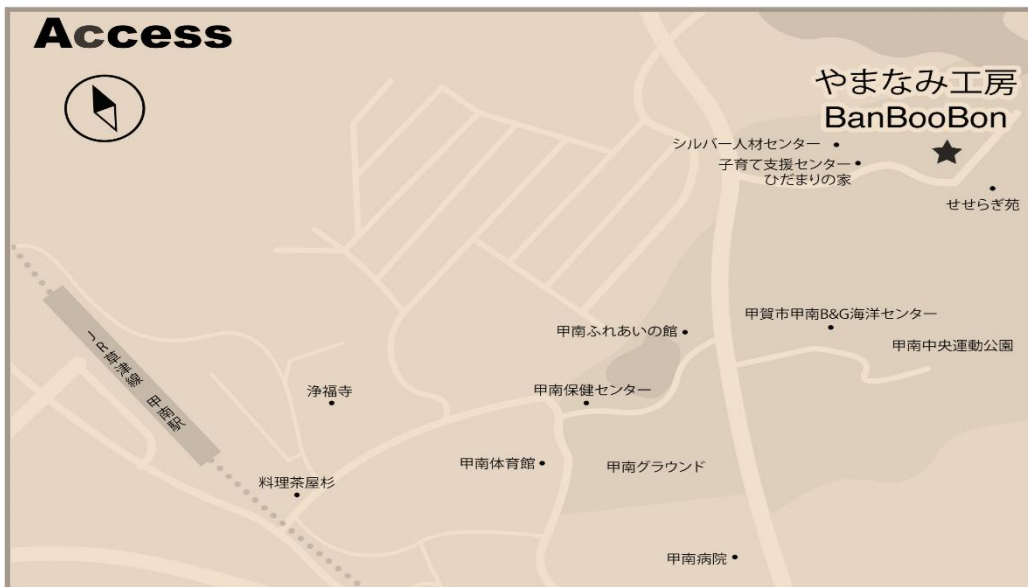 Access
やまなみ工房
BanBooBon
シルバー人材センター
子育て支援センター
ひだまりの家
せせらぎ苑
甲賀市甲南B&G海洋センター
甲南ふれあいの館
甲南中央運動公園
JR草津線 甲南駅
浄福寺
甲南保健センター
甲南体育館
甲南グラウンド
料理茶屋杉
甲南病院